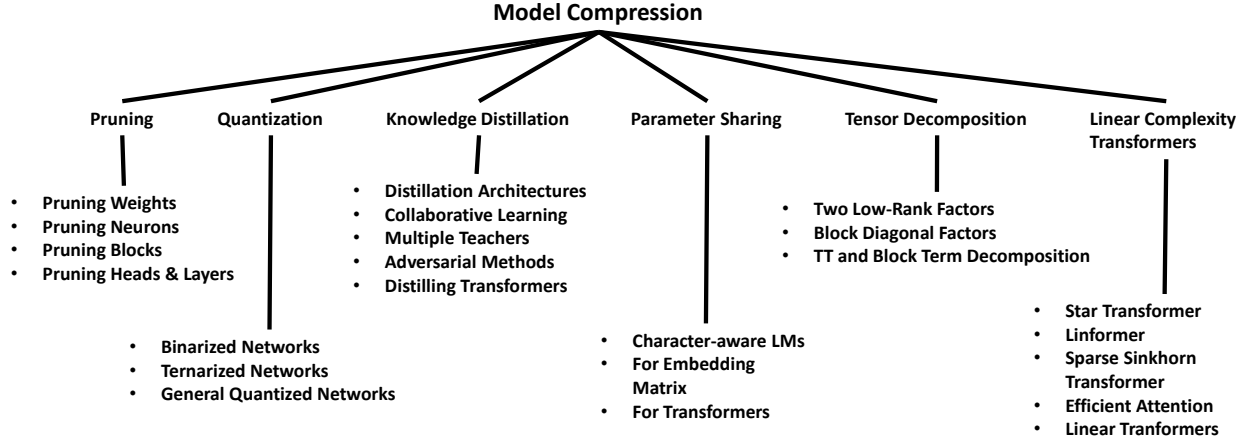 Model Compression
Pruning
Quantization
Knowledge Distillation
Parameter Sharing
Tensor Decomposition
Linear Complexity
Transformers
• Pruning Weights
• Pruning Neurons
• Pruning Blocks
• Pruning Heads & Layers
• Binarized Networks
• Ternarized Networks
• General Quantized Networks
• Distillation Architectures
• Collaborative Learning
• Multiple Teachers
• Adversarial Methods
• Distilling Transformers
• Character-aware LMs
• For Embedding
Matrix
• For Transformers
• Two Low-Rank Factors
• Block Diagonal Factors
• TT and Block Term Decomposition
• Star Transformer
• Linformer
• Sparse Sinkhorn
Transformer
• Efficient Attention
• Linear Tranformers